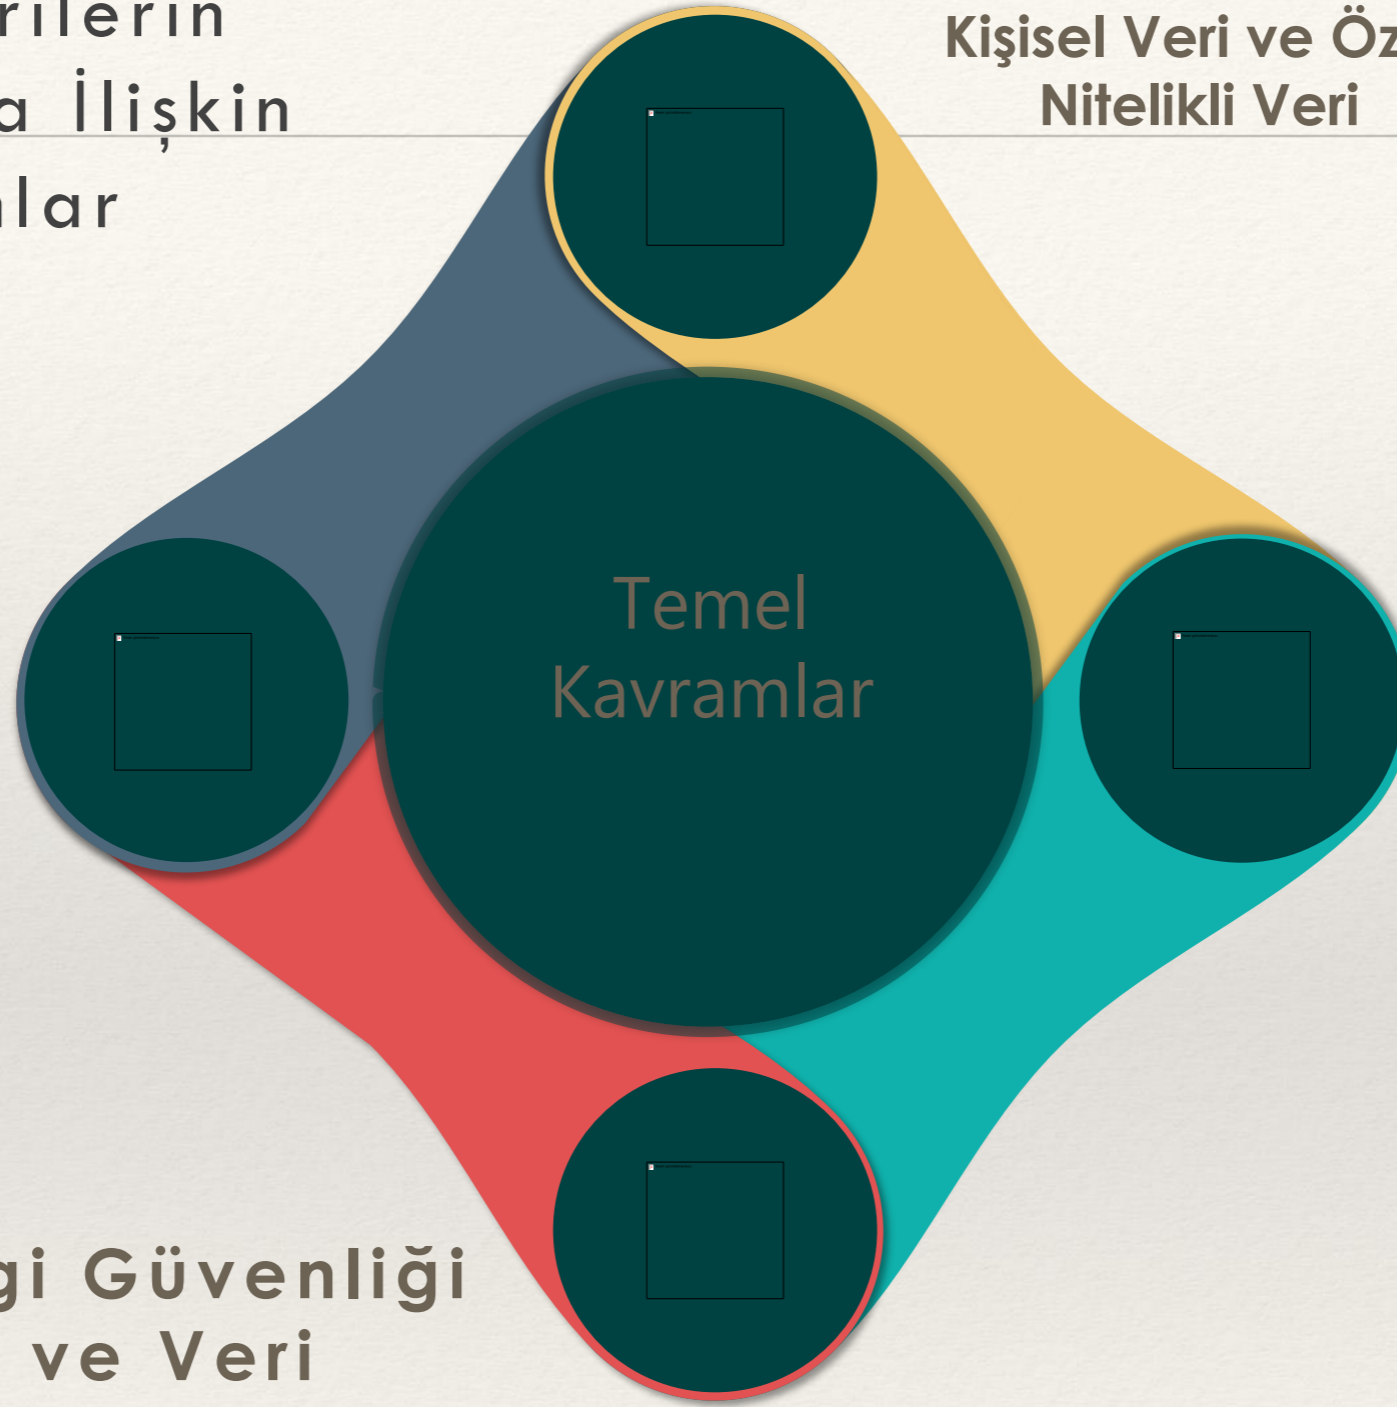 rilerin
a İlişkin
lar
Kişisel Veri ve Öz
Nitelikli Veri
Temel
Kavramlar
gi Güvenliği
ve Veri